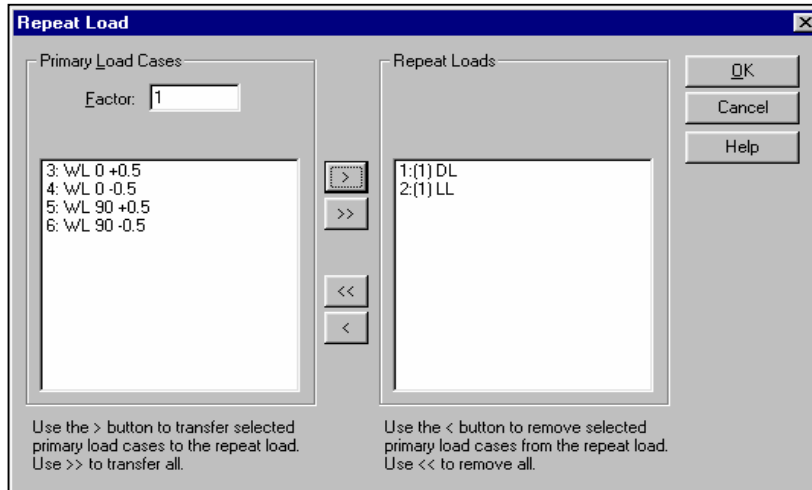 Repeat Load
Primary Load Cases
Factor: 1
3: WL 0 +0.5
4: WL 0 -0.5
5: WL 90 +0.5
6: WL 90 -0.5
Use the > button to transfer selected
primary load cases to the repeat load.
Use >> to transfer all.
>
>>
<<
<
Repeat Loads
1:(1) DL
2:(1) LL
Use the < button to remove selected
primary load cases from the repeat load.
Use << to remove all.
OK
Cancel
Help